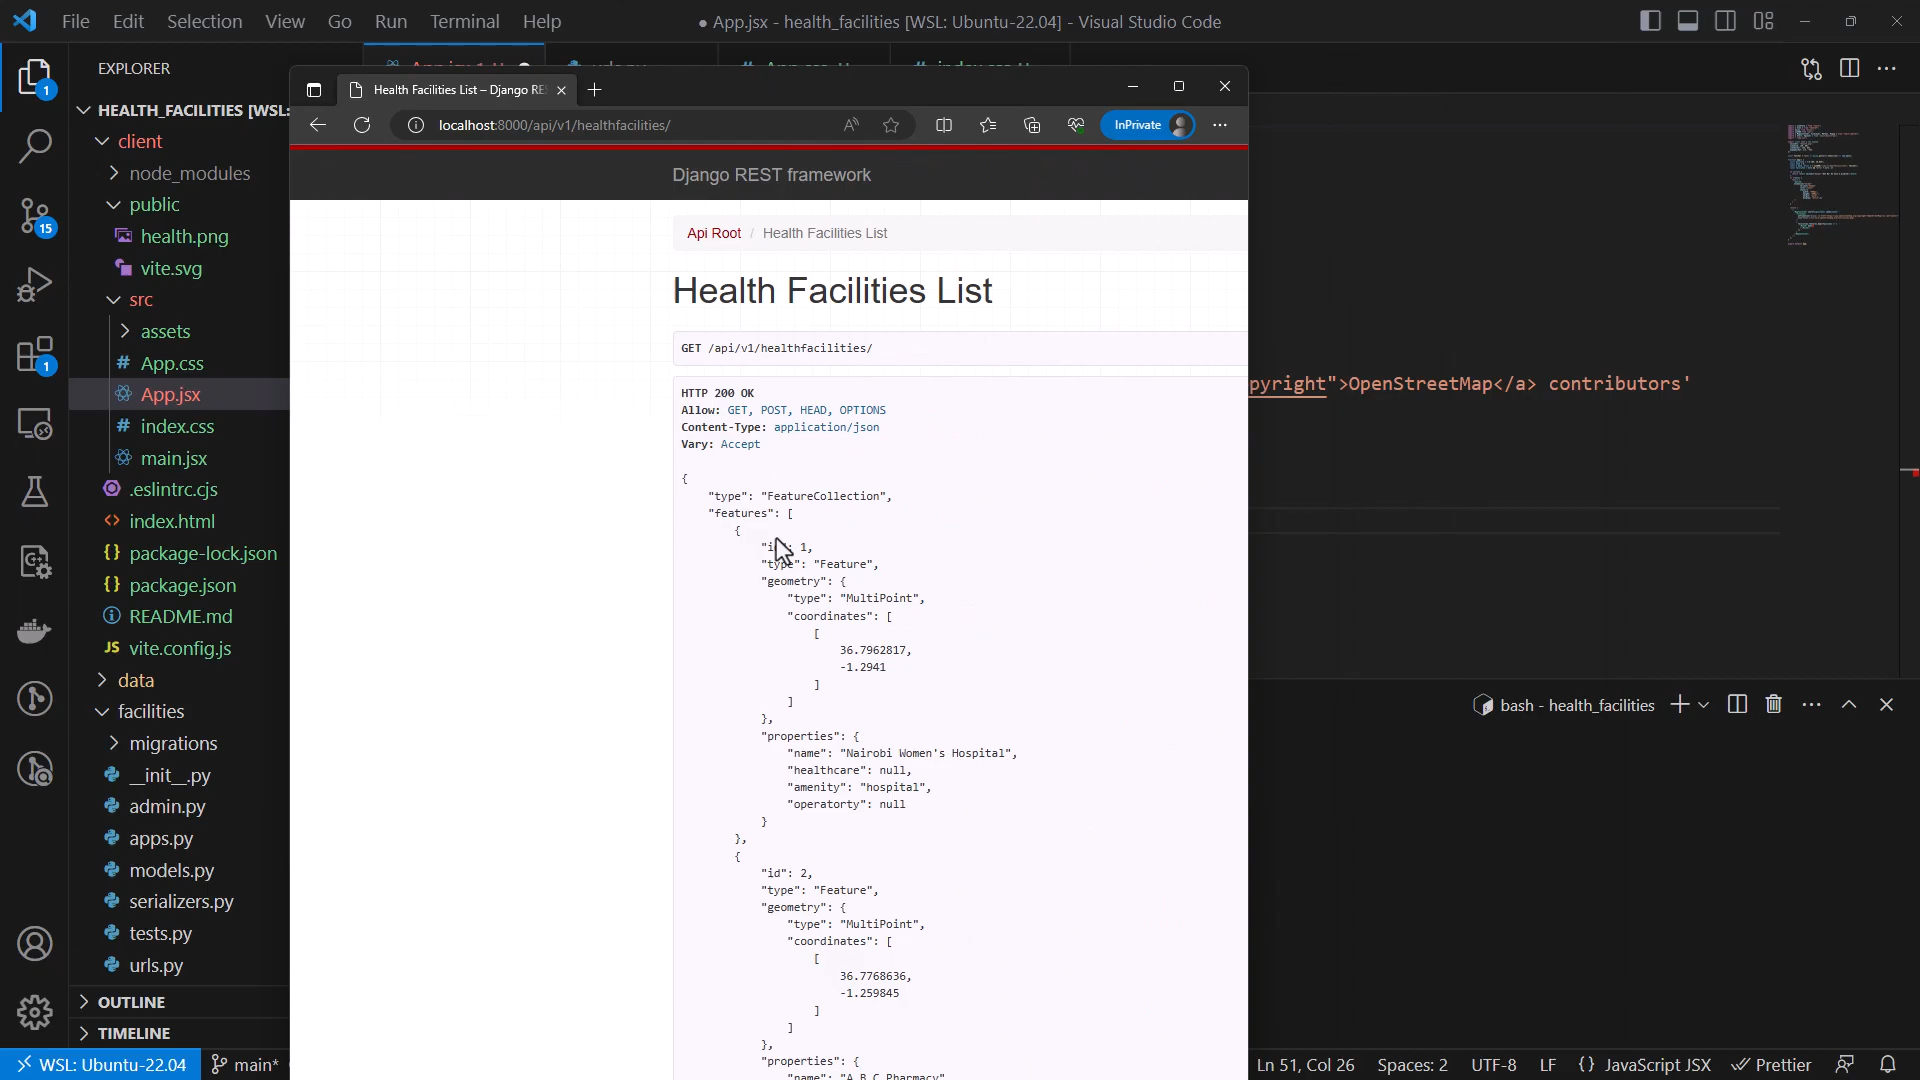 File Edit Selection View Go Run Terminal Help
● App.jsx - health_facilities [WSL: Ubuntu-22.04] - Visual Studio Code
EXPLORER
HEALTH_FACILITIES [WSL:
client
node_modules
public
health.png
vite.svg
src
assets
# App.css
App.jsx
# index.css
main.jsx
.eslintrc.cjs
<> index.html
{} package-lock.json
{} package.json
README.md
JS vite.config.js
data
facilities
migrations
__init__.py
admin.py
apps.py
models.py
serializers.py
tests.py
urls.py
OUTLINE
TIMELINE
1
15
1
Health Facilities List – Django RE
localhost:8000/api/v1/healthfacilities/
InPrivate
Django REST framework
Api Root / Health Facilities List
Health Facilities List
GET /api/v1/healthfacilities/
HTTP 200 OK
Allow: GET, POST, HEAD, OPTIONS
Content-Type: application/json
Vary: Accept
{
"type": "FeatureCollection",
"features": [
{
"id": 1,
"type": "Feature",
"geometry": {
"type": "MultiPoint",
"coordinates": [
[
36.7962817,
-1.2941
]
]
},
"properties": {
"name": "Nairobi Women's Hospital",
"healthcare": null,
"amenity": "hospital",
"operatorty": null
}
},
{
"id": 2,
"type": "Feature",
"geometry": {
"type": "MultiPoint",
"coordinates": [
[
36.7768636,
-1.259845
]
]
},
"properties": {
"name": "A.B.C Pharmacy"
pyright">OpenStreetMap</a> contributors'
bash - health_facilities
WSL: Ubuntu-22.04 main*
Ln 51, Col 26 Spaces: 2 UTF-8 LF {} JavaScript JSX Prettier